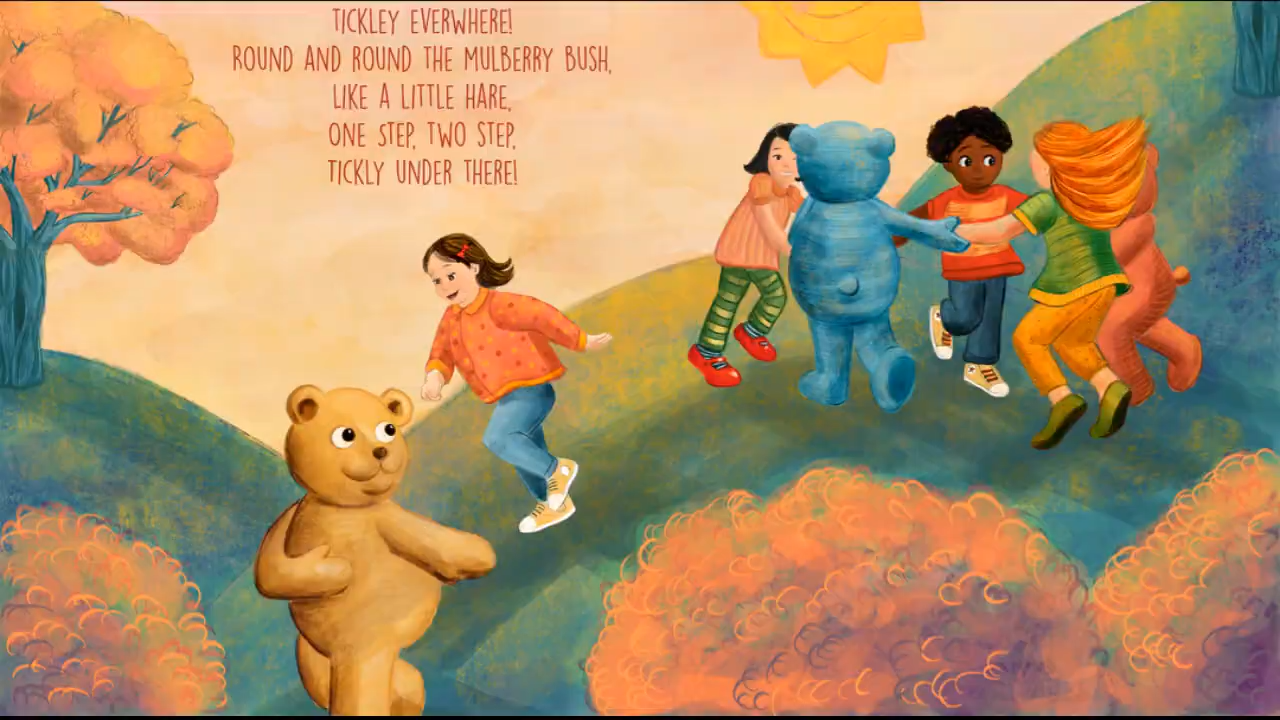 TICKLEY EVERWHERE!
ROUND AND ROUND THE MULBERRY BUSH,
LIKE A LITTLE HARE,
ONE STEP, TWO STEP,
TICKLY UNDER THERE!